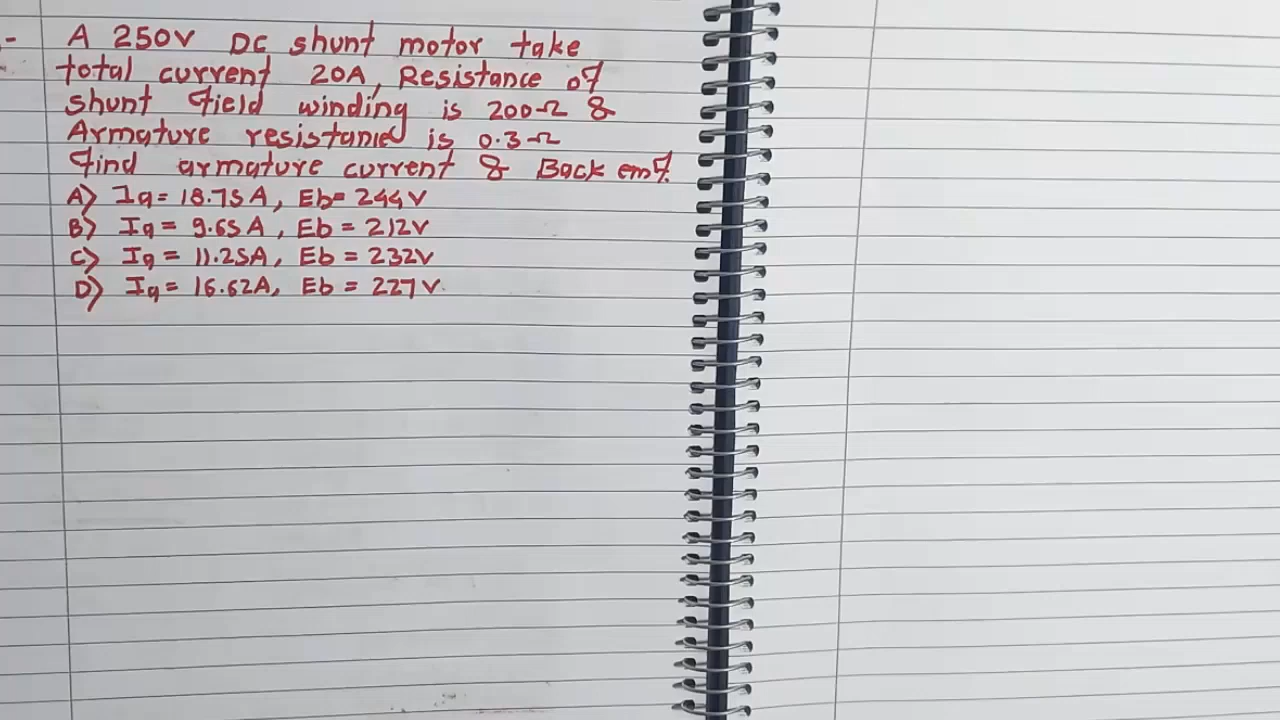 :-
A 250V DC shunt motor take
total current 20A, Resistance of
shunt field winding is 200Ω &
Armature resistance is 0.3Ω
find armature current & Back emf.
A) Ia = 18.75A, Eb= 244V
B) Ia = 9.65A, Eb = 212V
C) Ia = 11.25A, Eb = 232V
D) Ia = 16.62A, Eb = 227V.